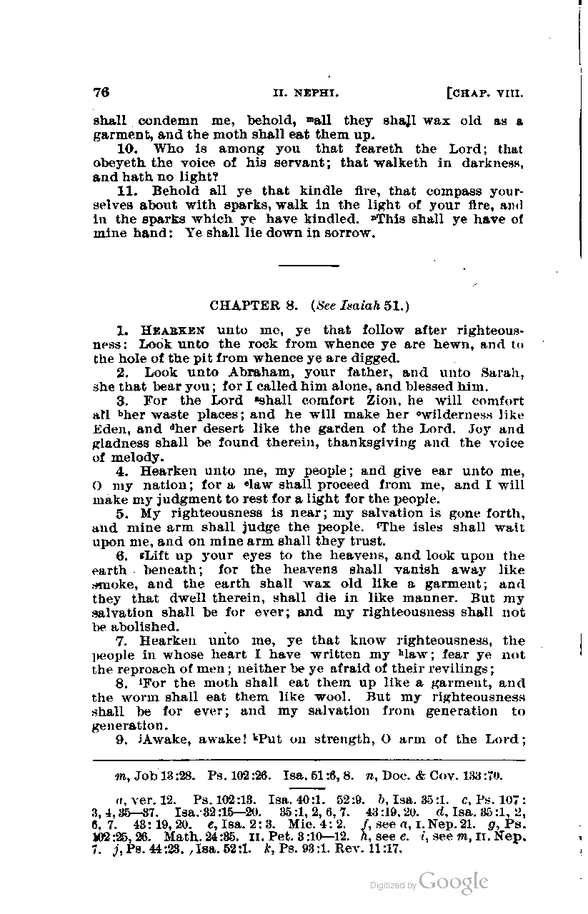 76 II. NEPHI. [CHAP. VIII.
shall condemn me, behold, ᵐall they shall wax old as a
garment, and the moth shall eat them up.
10. Who is among you that feareth the Lord; that
obeyeth the voice of his servant; that walketh in darkness,
and hath no light?
11. Behold all ye that kindle fire, that compass your-
selves about with sparks, walk in the light of your fire, and
in the sparks which ye have kindled. ⁿThis shall ye have of
mine hand: Ye shall lie down in sorrow.
CHAPTER 8. (See Isaiah 51.)
1. HEARKEN unto me, ye that follow after righteous-
ness: Look unto the rock from whence ye are hewn, and to
the hole of the pit from whence ye are digged.
2. Look unto Abraham, your father, and unto Sarah,
she that bear you; for I called him alone, and blessed him.
3. For the Lord ᵃshall comfort Zion, he will comfort
all ᵇher waste places; and he will make her ᶜwilderness like
Eden, and ᵈher desert like the garden of the Lord. Joy and
gladness shall be found therein, thanksgiving and the voice
of melody.
4. Hearken unto me, my people; and give ear unto me,
O my nation; for a ᵉlaw shall proceed from me, and I will
make my judgment to rest for a light for the people.
5. My righteousness is near; my salvation is gone forth,
and mine arm shall judge the people. ᶠThe isles shall wait
upon me, and on mine arm shall they trust.
6. ᵍLift up your eyes to the heavens, and look upon the
earth beneath; for the heavens shall vanish away like
smoke, and the earth shall wax old like a garment; and
they that dwell therein, shall die in like manner. But my
salvation shall be for ever; and my righteousness shall not
be abolished.
7. Hearken unto me, ye that know righteousness, the
people in whose heart I have written my ʰlaw; fear ye not
the reproach of men; neither be ye afraid of their revilings;
8. ⁱFor the moth shall eat them up like a garment, and
the worm shall eat them like wool. But my righteousness
shall be for ever; and my salvation from generation to
generation.
9. ʲAwake, awake! ᵏPut on strength, O arm of the Lord;
m, Job 13:28. Ps. 102:26. Isa. 51:6, 8. n, Doc. & Cov. 133:70.
a, ver. 12. Ps. 102:13. Isa. 40:1. 52:9. b, Isa. 35:1. c, Ps. 107:
3, 4, 35—37. Isa. 32:15—20. 35:1, 2, 6, 7. 43:19, 20. d, Isa. 35:1, 2,
6, 7. 43:19, 20. e, Isa. 2:3. Mic. 4:2. f, see a, I. Nep. 21. g, Ps.
102:25, 26. Math. 24:35. II. Pet. 3:10—12. h, see e. i, see m, II. Nep.
7. j, Ps. 44:23. Isa. 52:1. k, Ps. 93:1. Rev. 11:17.
Digitized by Google